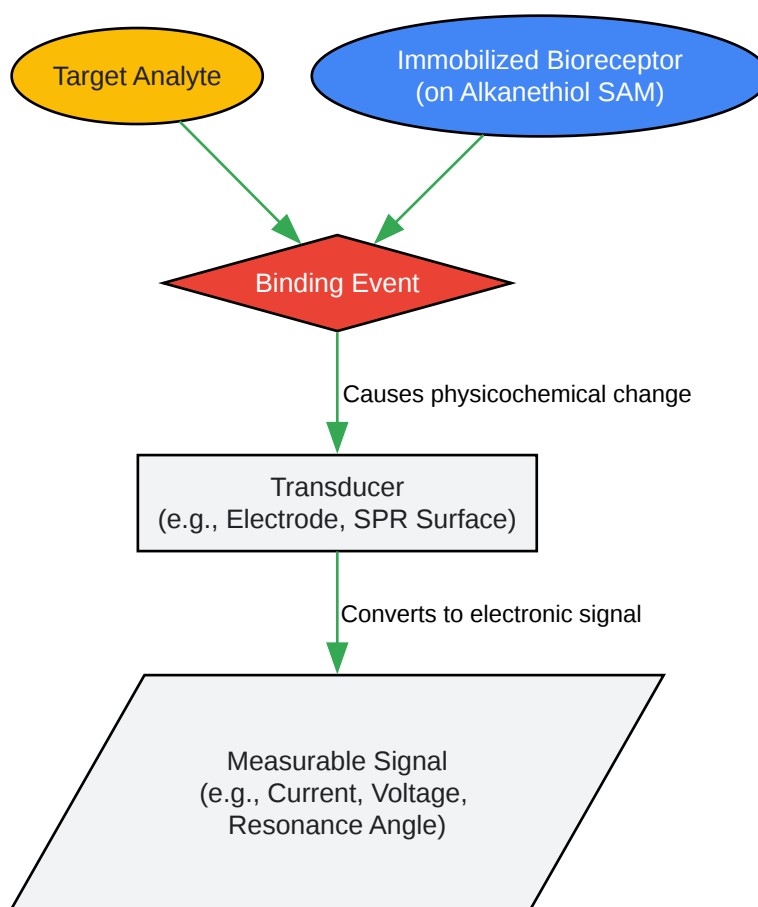 Target Analyte
Immobilized Bioreceptor
(on Alkanethiol SAM)
Binding Event
Causes physicochemical change
Transducer
(e.g., Electrode, SPR Surface)
Converts to electronic signal
Measurable Signal
(e.g., Current, Voltage,
Resonance Angle)